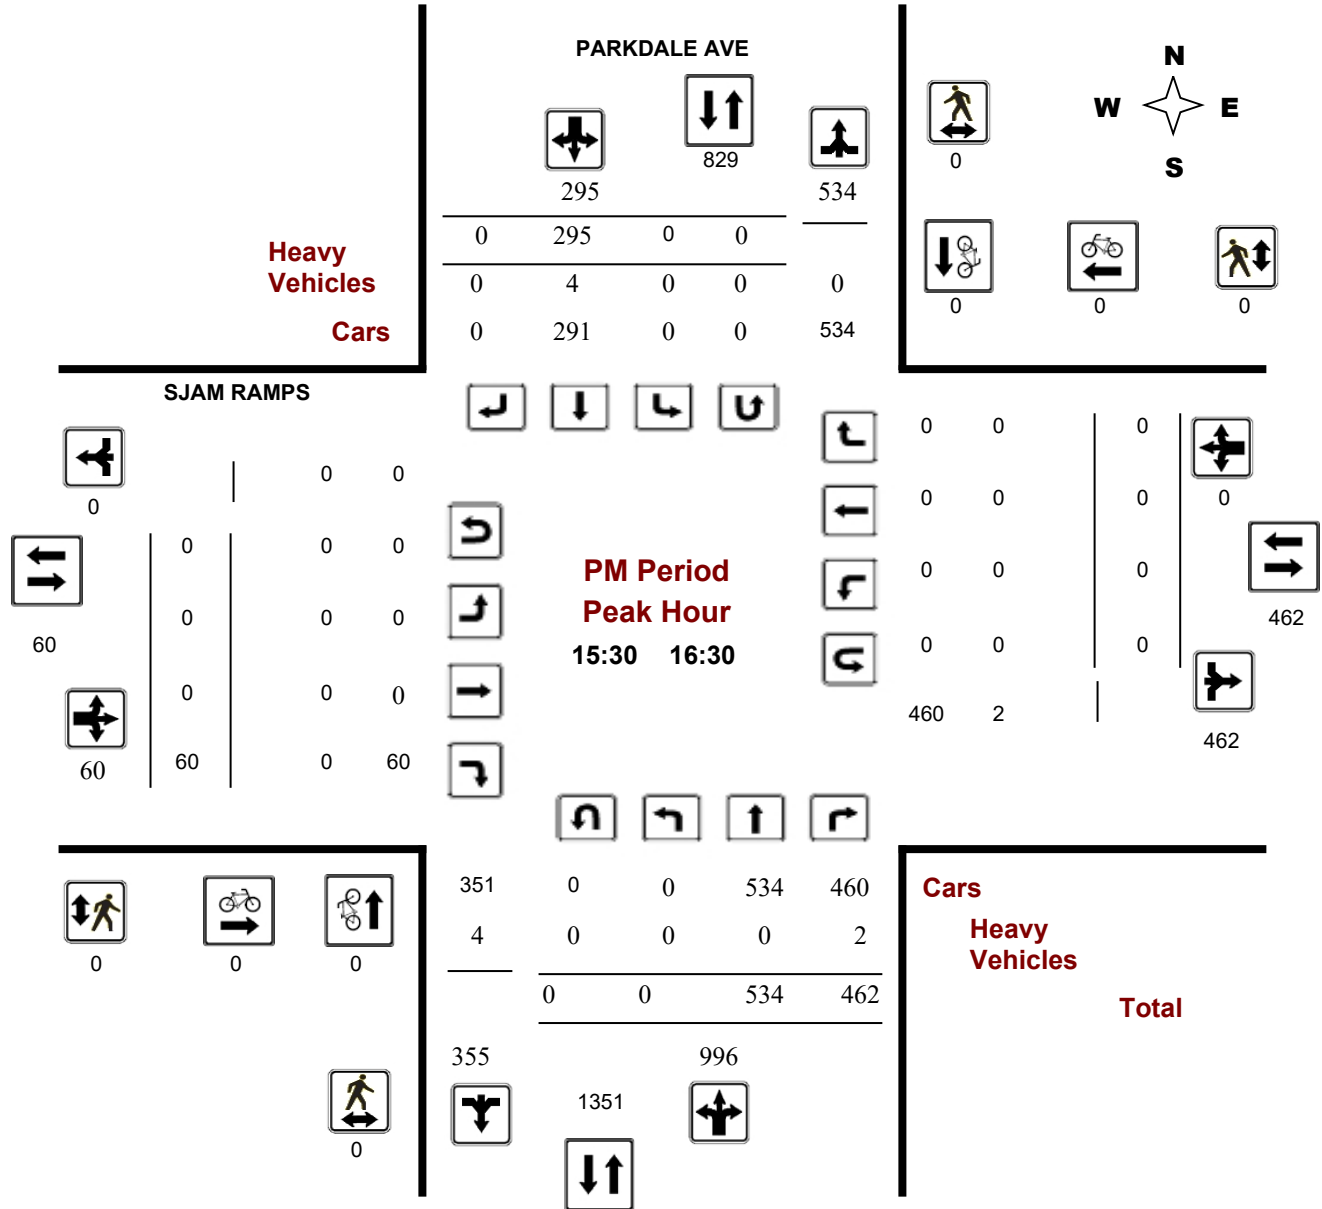 PARKDALE AVE
N
W E
S
829
0
295 534
0 295 0 0
Heavy
Vehicles
0 4 0 0 0
0 0 0
Cars
0 291 0 0 534
SJAM RAMPS
0 0 0
0 0
0
0
0 0 0
0 0 0
PM Period
Peak Hour
0 0 0
462
0 0 0
60
15:30 16:30
0 0 0
0 0 0
460 2
462
60
60 0 60
351 0 0 534 460
Cars
4 0 0 0 2
Heavy
Vehicles
0 0 0
0 0 534 462
Total
355 996
1351
0